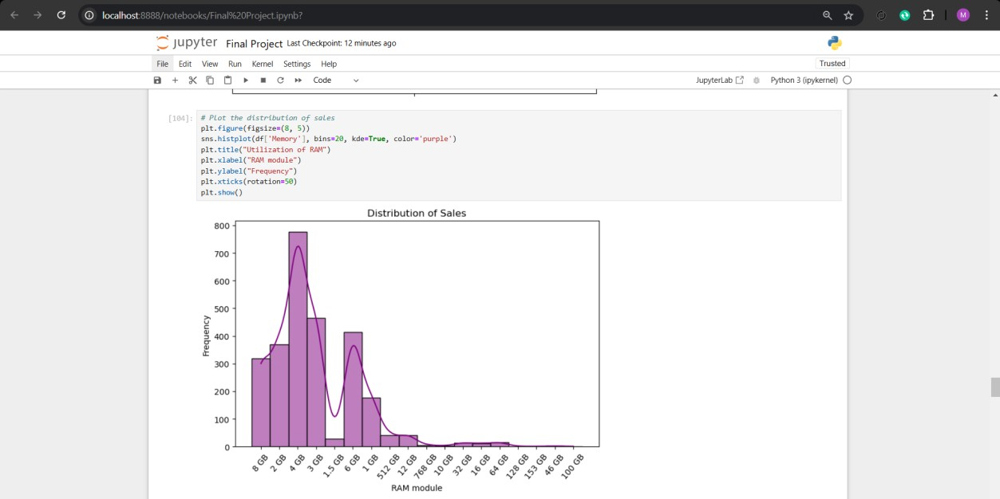 localhost:8888/notebooks/Final%20Project.ipynb?
M
jupyter Final Project Last Checkpoint: 12 minutes ago
File Edit View Run Kernel Settings Help Trusted
Code JupyterLab Python 3 (ipykernel)
[104]: # Plot the distribution of sales
plt.figure(figsize=(8, 5))
sns.histplot(df['Memory'], bins=20, kde=True, color='purple')
plt.title("Utilization of RAM")
plt.xlabel("RAM module")
plt.ylabel("Frequency")
plt.xticks(rotation=50)
plt.show()
Distribution of Sales
800
700
600
500
400
300
200
100
0
Frequency
8 GB 2 GB 4 GB 3 GB 1.5 GB 6 GB 1 GB 512 GB 12 GB 768 GB 10 GB 32 GB 16 GB 64 GB 128 GB 153 GB 46 GB 100 GB
RAM module